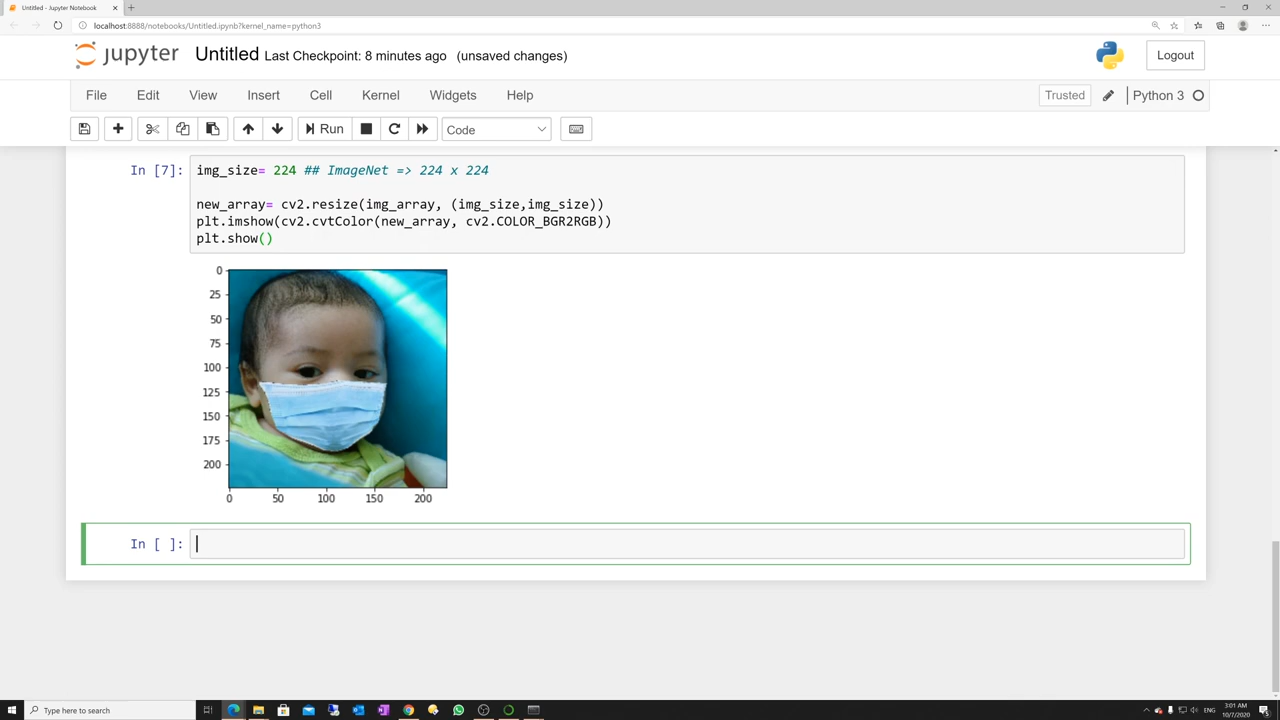 Untitled - Jupyter Notebook
localhost:8888/notebooks/Untitled.ipynb?kernel_name=python3
jupyter Untitled Last Checkpoint: 8 minutes ago (unsaved changes)
Logout
File Edit View Insert Cell Kernel Widgets Help
Trusted Python 3
Run Code
In [7]: img_size= 224 ## ImageNet => 224 x 224
new_array= cv2.resize(img_array, (img_size,img_size))
plt.imshow(cv2.cvtColor(new_array, cv2.COLOR_BGR2RGB))
plt.show()
0
25
50
75
100
125
150
175
200
0 50 100 150 200
In [ ]:
Type here to search
ENG
3:01 AM
10/7/2020